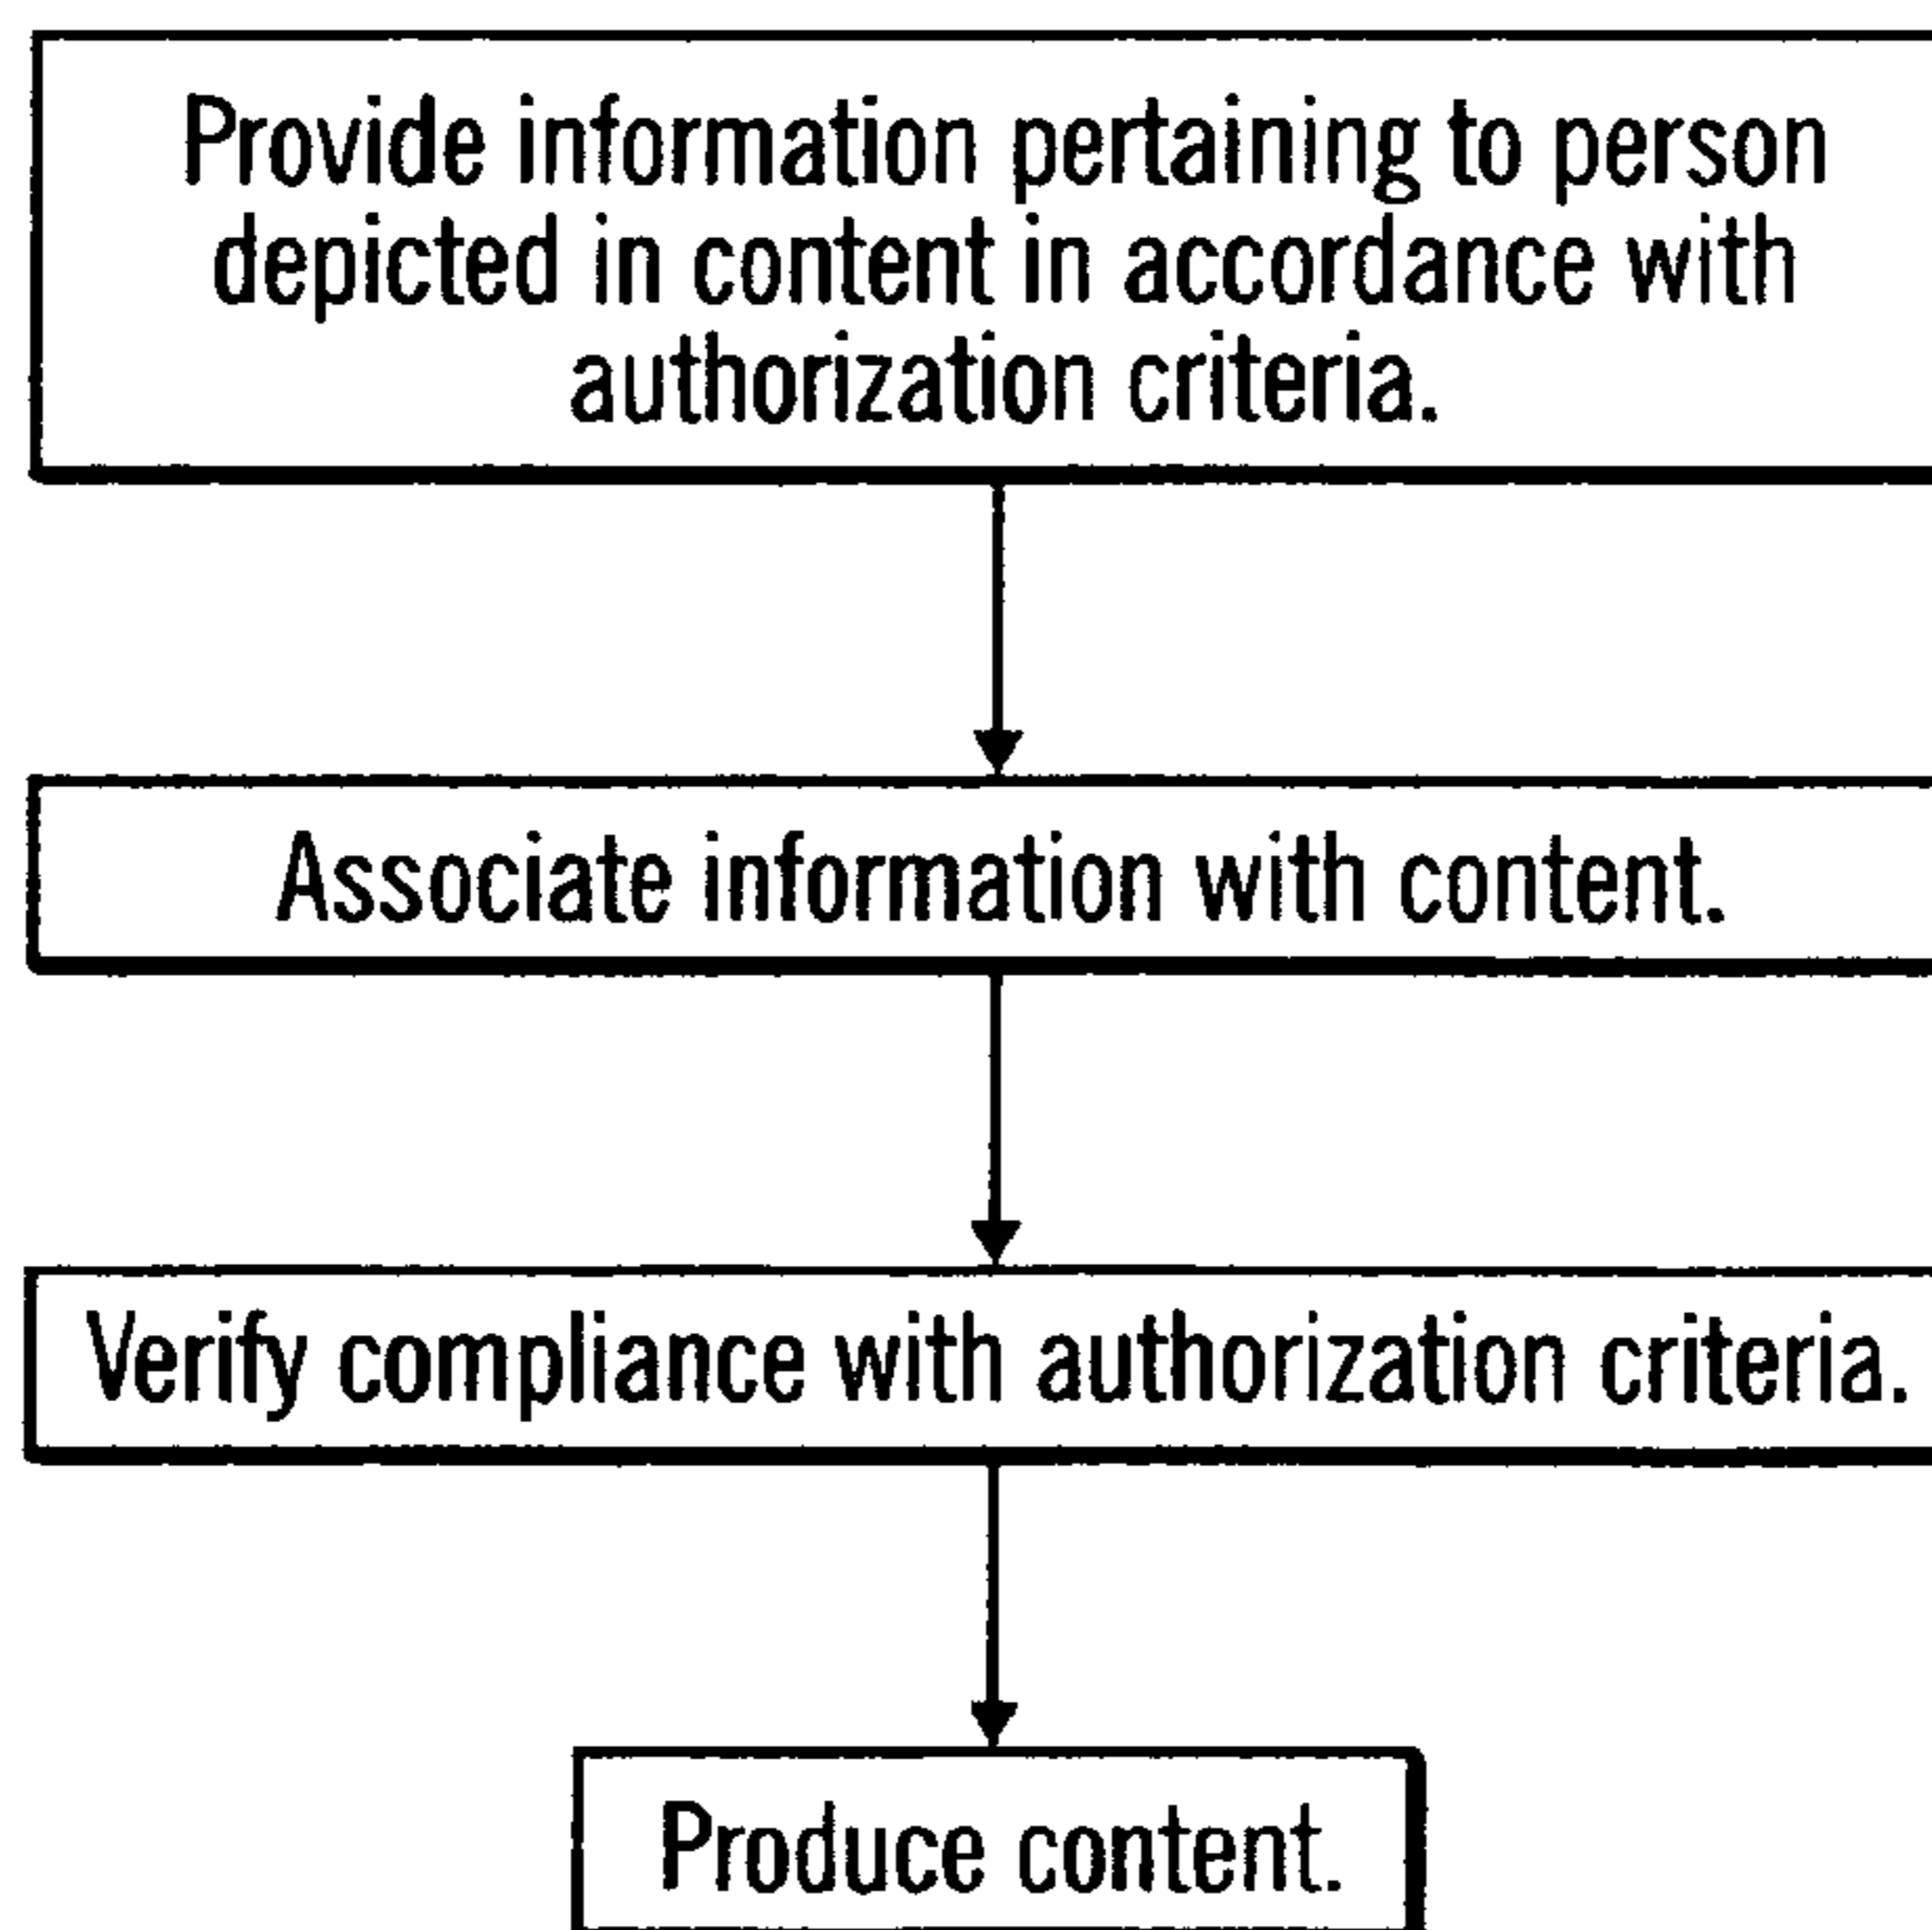 Provide information pertaining to person
depicted in content in accordance with
authorization criteria.
Associate information with content.
Verify compliance with authorization criteria.
Produce content.